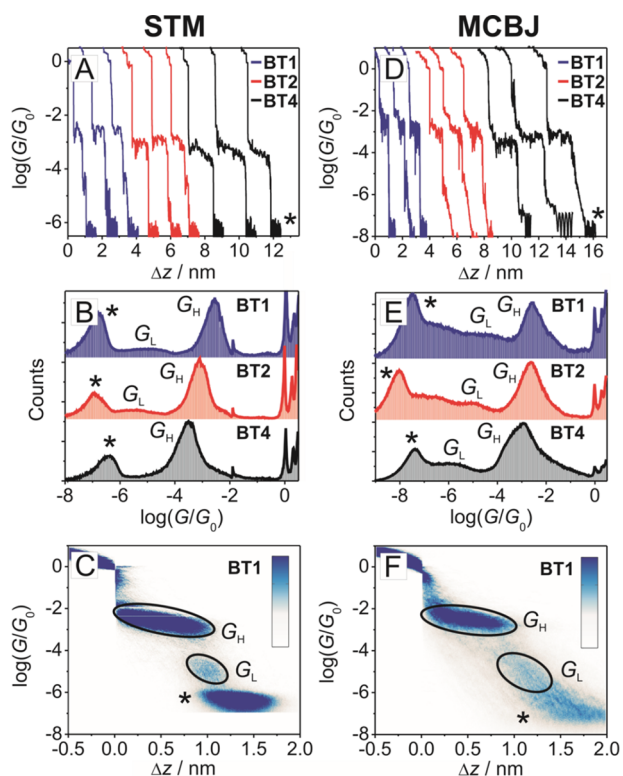 STM
MCBJ
A
BT1
BT2
BT4
log(G/G0)
0
-2
-4
-6
*
0 2 4 6 8 10 12
Δz / nm
D
BT1
BT2
BT4
log(G/G0)
0
-2
-4
-6
-8
*
0 2 4 6 8 10 12 14 16
Δz / nm
B
*
GL
GH
BT1
*
GL
GH
BT2
*
GL
GH
BT4
Counts
-8 -6 -4 -2 0
log(G/G0)
E
*
GL
GH
BT1
*
GL
GH
BT2
*
GL
GH
BT4
Counts
-8 -6 -4 -2 0
log(G/G0)
C
BT1
log(G/G0)
0
-2
-4
-6
-8
GH
GL
*
-0.5 0.0 0.5 1.0 1.5 2.0
Δz / nm
F
BT1
log(G/G0)
0
-2
-4
-6
-8
GH
GL
*
-0.5 0.0 0.5 1.0 1.5 2.0
Δz / nm